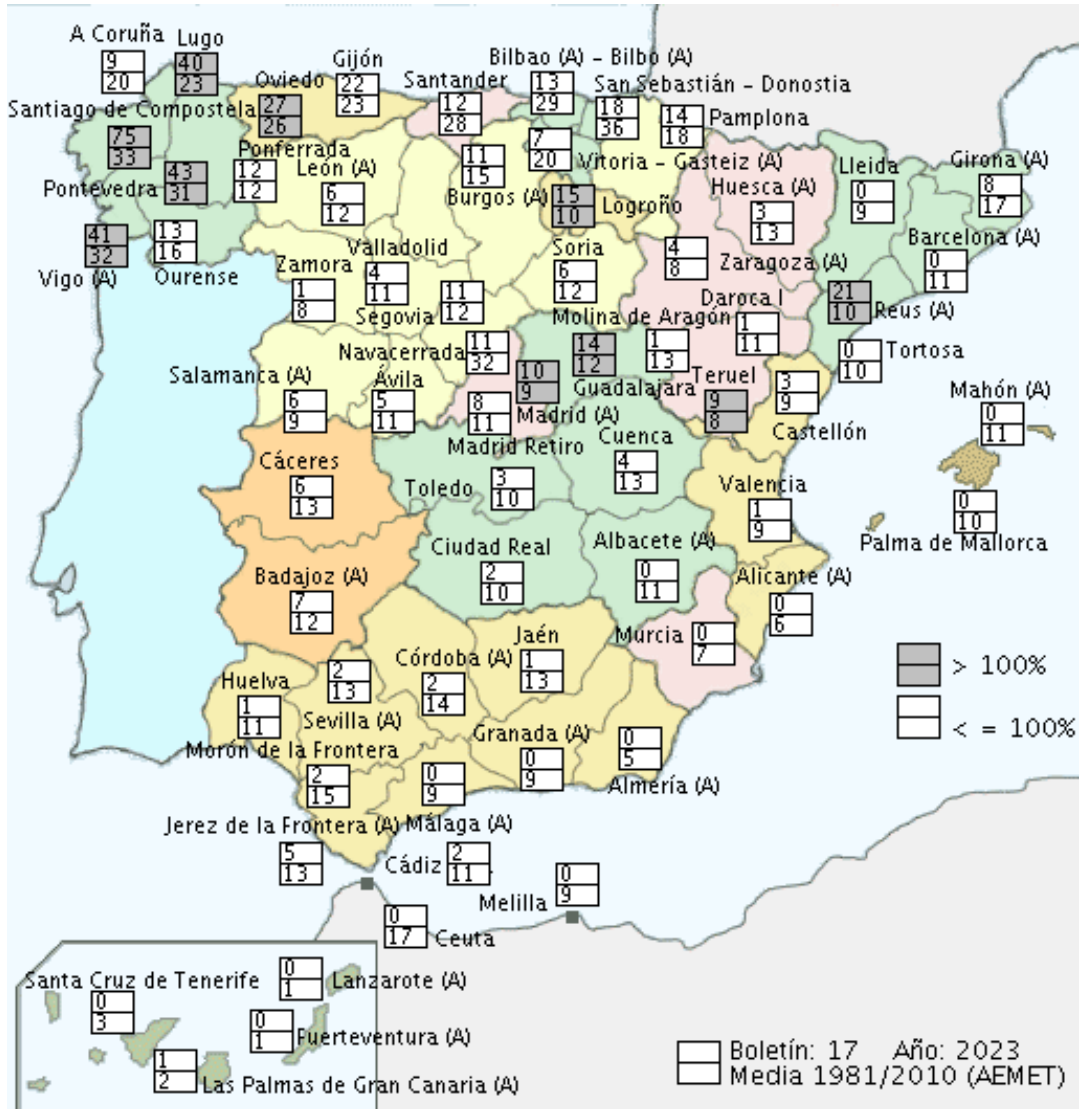 A Coruña
9
20
Lugo
40
23
Oviedo
27
26
Gijón
22
23
Santander
12
28
Bilbao (A) - Bilbo (A)
13
29
San Sebastián - Donostia
18
36
Pamplona
14
18
Santiago de Compostela
75
33
Pontevedra
43
31
Ponferrada
12
12
León (A)
6
12
Burgos (A)
11
15
Vitoria - Gasteiz (A)
7
20
Logroño
15
10
Huesca (A)
3
13
Lleida
0
9
Girona (A)
8
17
Vigo (A)
41
32
Ourense
13
16
Zamora
1
8
Valladolid
4
11
Soria
6
12
Zaragoza (A)
4
8
Barcelona (A)
0
11
Segovia
11
12
Daroca I
1
11
Reus (A)
21
10
Navacerrada
11
32
Molina de Aragón
1
13
Guadalajara
14
12
Tortosa
0
10
Salamanca (A)
6
9
Ávila
5
11
Madrid (A)
10
9
Madrid Retiro
8
11
Teruel
9
8
Castellón
3
9
Mahón (A)
0
11
Cáceres
6
13
Toledo
3
10
Cuenca
4
13
Valencia
1
9
Palma de Mallorca
0
10
Badajoz (A)
7
12
Ciudad Real
2
10
Albacete (A)
0
11
Alicante (A)
0
6
Murcia
0
7
Huelva
1
11
Sevilla (A)
2
13
Córdoba (A)
2
14
Jaén
1
13
Morón de la Frontera
2
15
Granada (A)
0
9
Almería (A)
0
5
Málaga (A)
0
9
Jerez de la Frontera (A)
5
13
Cádiz
2
11
Melilla
0
9
Ceuta
0
17
> 100%
< = 100%
Santa Cruz de Tenerife
0
3
Lanzarote (A)
0
1
Fuerteventura (A)
0
1
Las Palmas de Gran Canaria (A)
1
2
Boletín: 17 Año: 2023
Media 1981/2010 (AEMET)